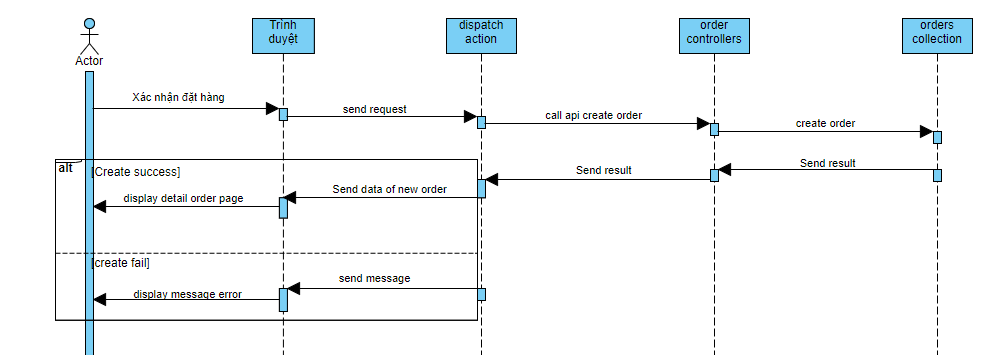 Trình
duyệt
dispatch
action
order
controllers
orders
collection
Actor
Xác nhận đặt hàng
send request
call api create order
create order
alt
[Create success]
Send result
Send result
Send data of new order
display detail order page
[create fail]
send message
display message error